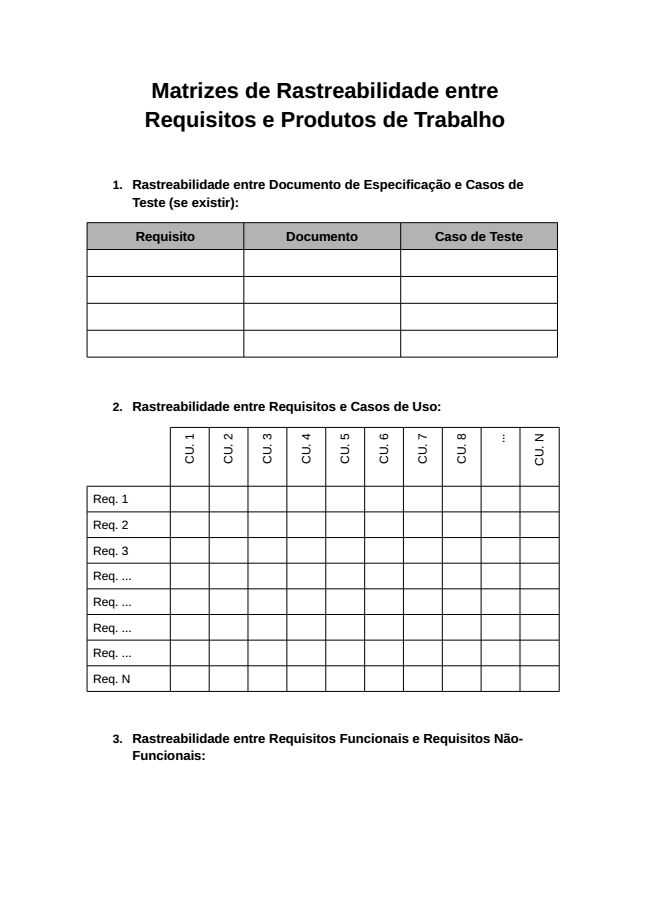 Matrizes de Rastreabilidade entre
Requisitos e Produtos de Trabalho
1. Rastreabilidade entre Documento de Especificação e Casos de
Teste (se existir):
Requisito Documento Caso de Teste
2. Rastreabilidade entre Requisitos e Casos de Uso:
CU. 1 CU. 2 CU. 3 CU. 4 CU. 5 CU. 6 CU. 7 CU. 8 ... CU. N
Req. 1
Req. 2
Req. 3
Req. ...
Req. ...
Req. ...
Req. ...
Req. N
3. Rastreabilidade entre Requisitos Funcionais e Requisitos Não-
Funcionais: